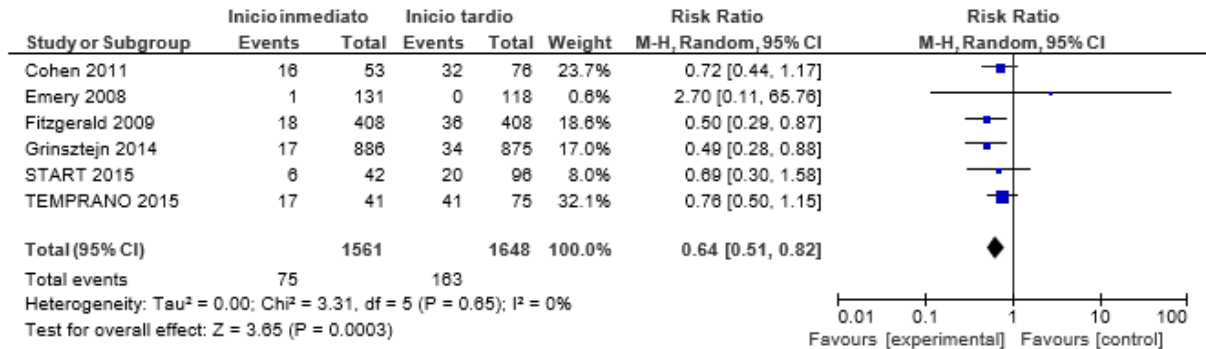 Inicio inmediato Inicio tardio Risk Ratio Risk Ratio
Study or Subgroup Events Total Events Total Weight M-H, Random, 95% CI M-H, Random, 95% CI
Cohen 2011 16 53 32 76 23.7% 0.72 [0.44, 1.17]
Emery 2008 1 131 0 118 0.6% 2.70 [0.11, 65.76]
Fitzgerald 2009 18 408 36 408 18.6% 0.50 [0.29, 0.87]
Grinsztejn 2014 17 886 34 875 17.0% 0.49 [0.28, 0.88]
START 2015 6 42 20 96 8.0% 0.69 [0.30, 1.58]
TEMPRANO 2015 17 41 41 75 32.1% 0.76 [0.50, 1.15]
Total (95% CI) 1561 1648 100.0% 0.64 [0.51, 0.82]
Total events 75 163
Heterogeneity: Tau² = 0.00; Chi² = 3.31, df = 5 (P = 0.65); I² = 0%
Test for overall effect: Z = 3.65 (P = 0.0003)
0.01 0.1 1 10 100
Favours [experimental] Favours [control]